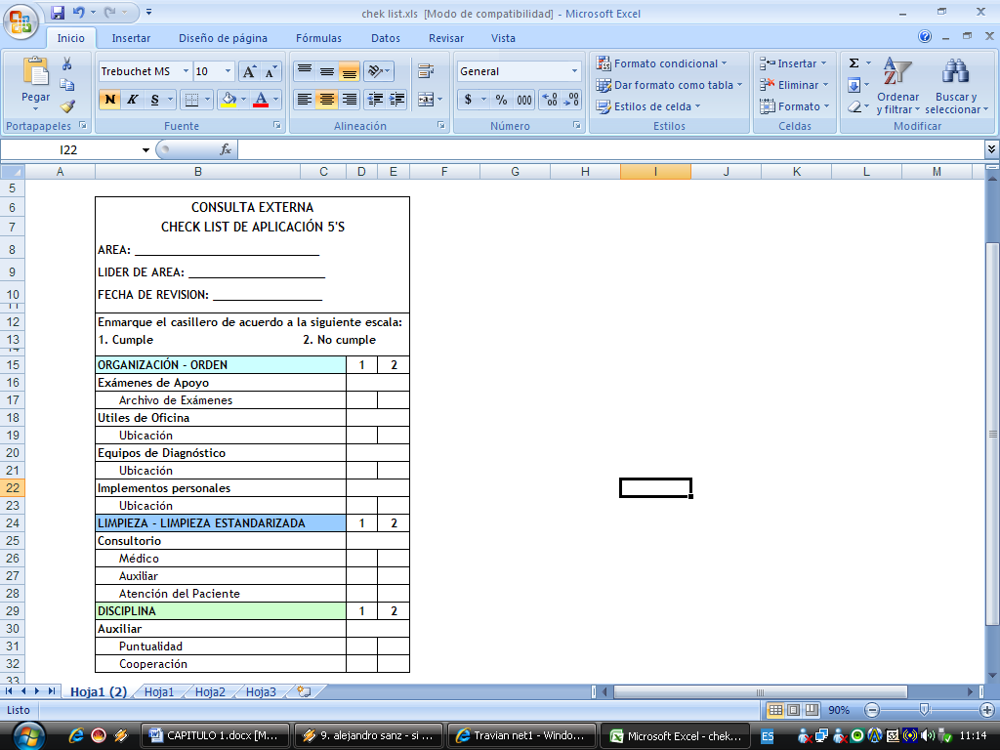 chek list.xls [Modo de compatibilidad] - Microsoft Excel
Inicio Insertar Diseño de página Fórmulas Datos Revisar Vista
Pegar
Portapapeles
Trebuchet MS 10
N K S
Fuente
Alineación
General
$ % 000
Número
Formato condicional
Dar formato como tabla
Estilos de celda
Estilos
Insertar
Eliminar
Formato
Celdas
Σ
Ordenar y filtrar
Buscar y seleccionar
Modificar
I22 fx
A B C D E F G H I J K L M
5
6 CONSULTA EXTERNA
7 CHECK LIST DE APLICACIÓN 5'S
8 AREA: ___________________________
9 LIDER DE AREA: ____________________
10 FECHA DE REVISION: ________________
11
12 Enmarque el casillero de acuerdo a la siguiente escala:
13 1. Cumple 2. No cumple
14
15 ORGANIZACIÓN - ORDEN 1 2
16 Exámenes de Apoyo
17 Archivo de Exámenes
18 Utiles de Oficina
19 Ubicación
20 Equipos de Diagnóstico
21 Ubicación
22 Implementos personales
23 Ubicación
24 LIMPIEZA - LIMPIEZA ESTANDARIZADA 1 2
25 Consultorio
26 Médico
27 Auxiliar
28 Atención del Paciente
29 DISCIPLINA 1 2
30 Auxiliar
31 Puntualidad
32 Cooperación
33
Hoja1 (2) Hoja1 Hoja2 Hoja3
Listo 90%
CAPITULO 1.docx [M... 9. alejandro sanz - si ... Travian net1 - Windo... Microsoft Excel - chek... ES 11:14